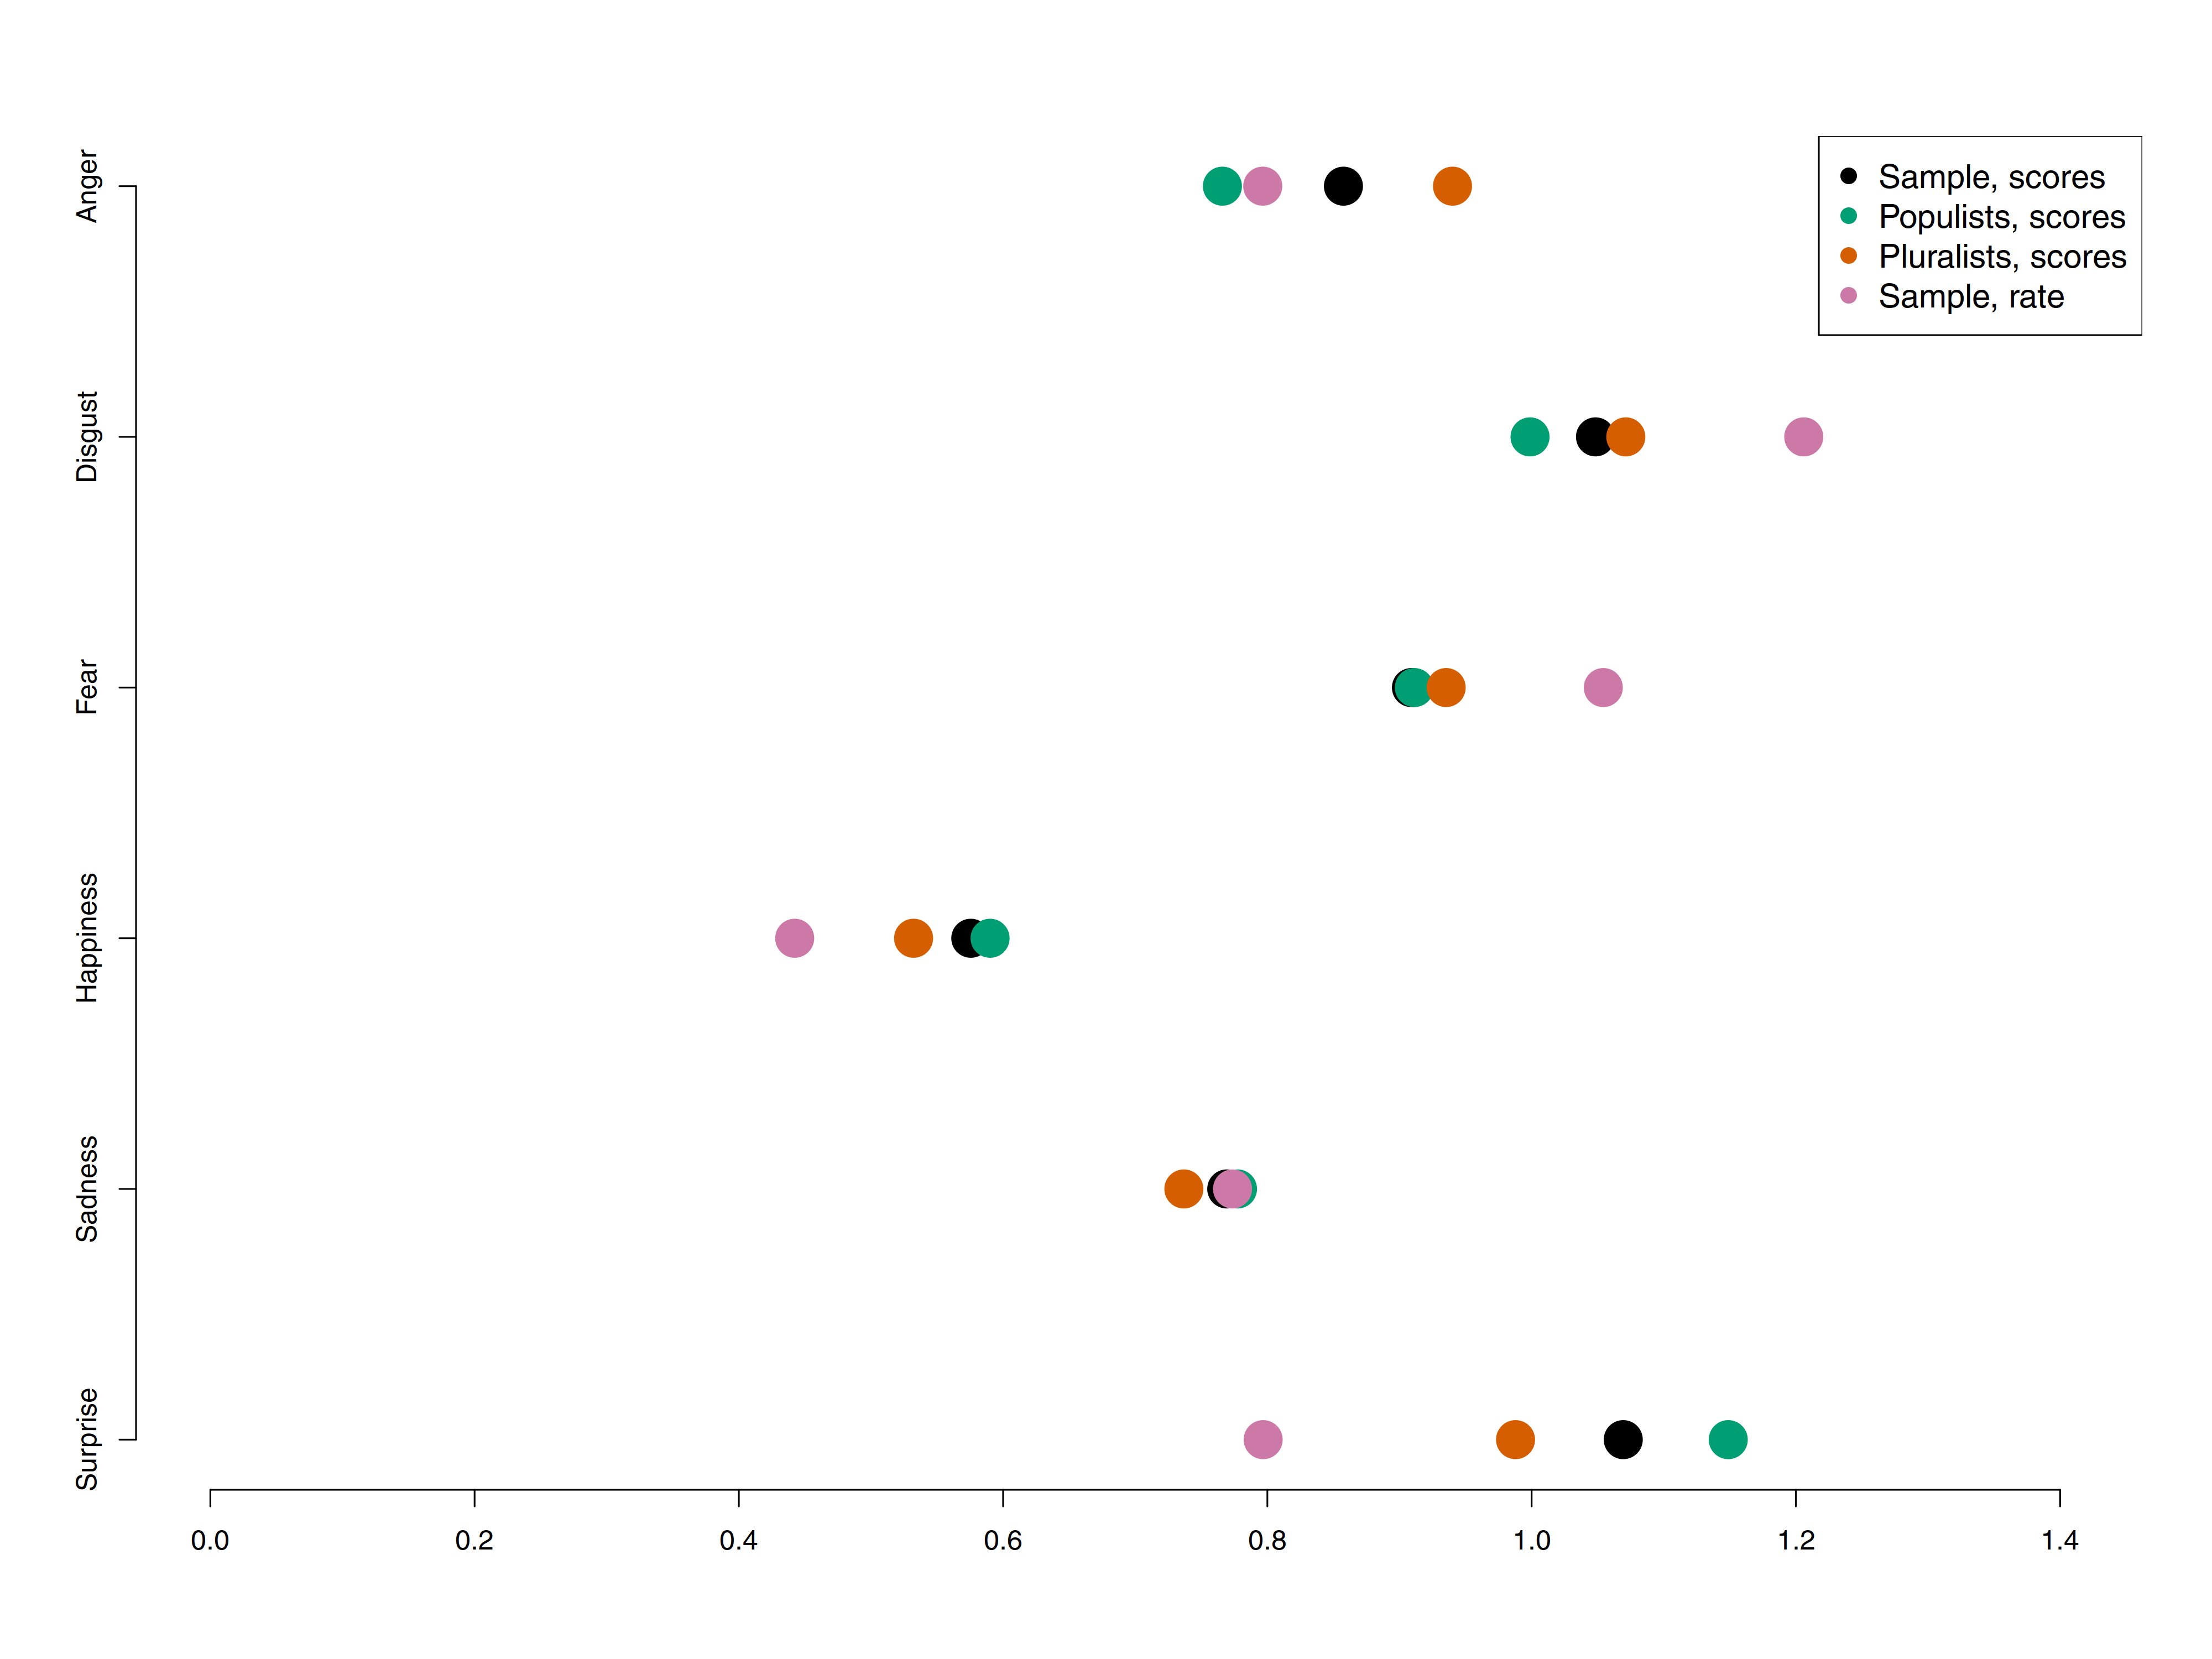 Anger
Disgust
Fear
Happiness
Sadness
Surprise
Sample, scores
Populists, scores
Pluralists, scores
Sample, rate
0.0 0.2 0.4 0.6 0.8 1.0 1.2 1.4